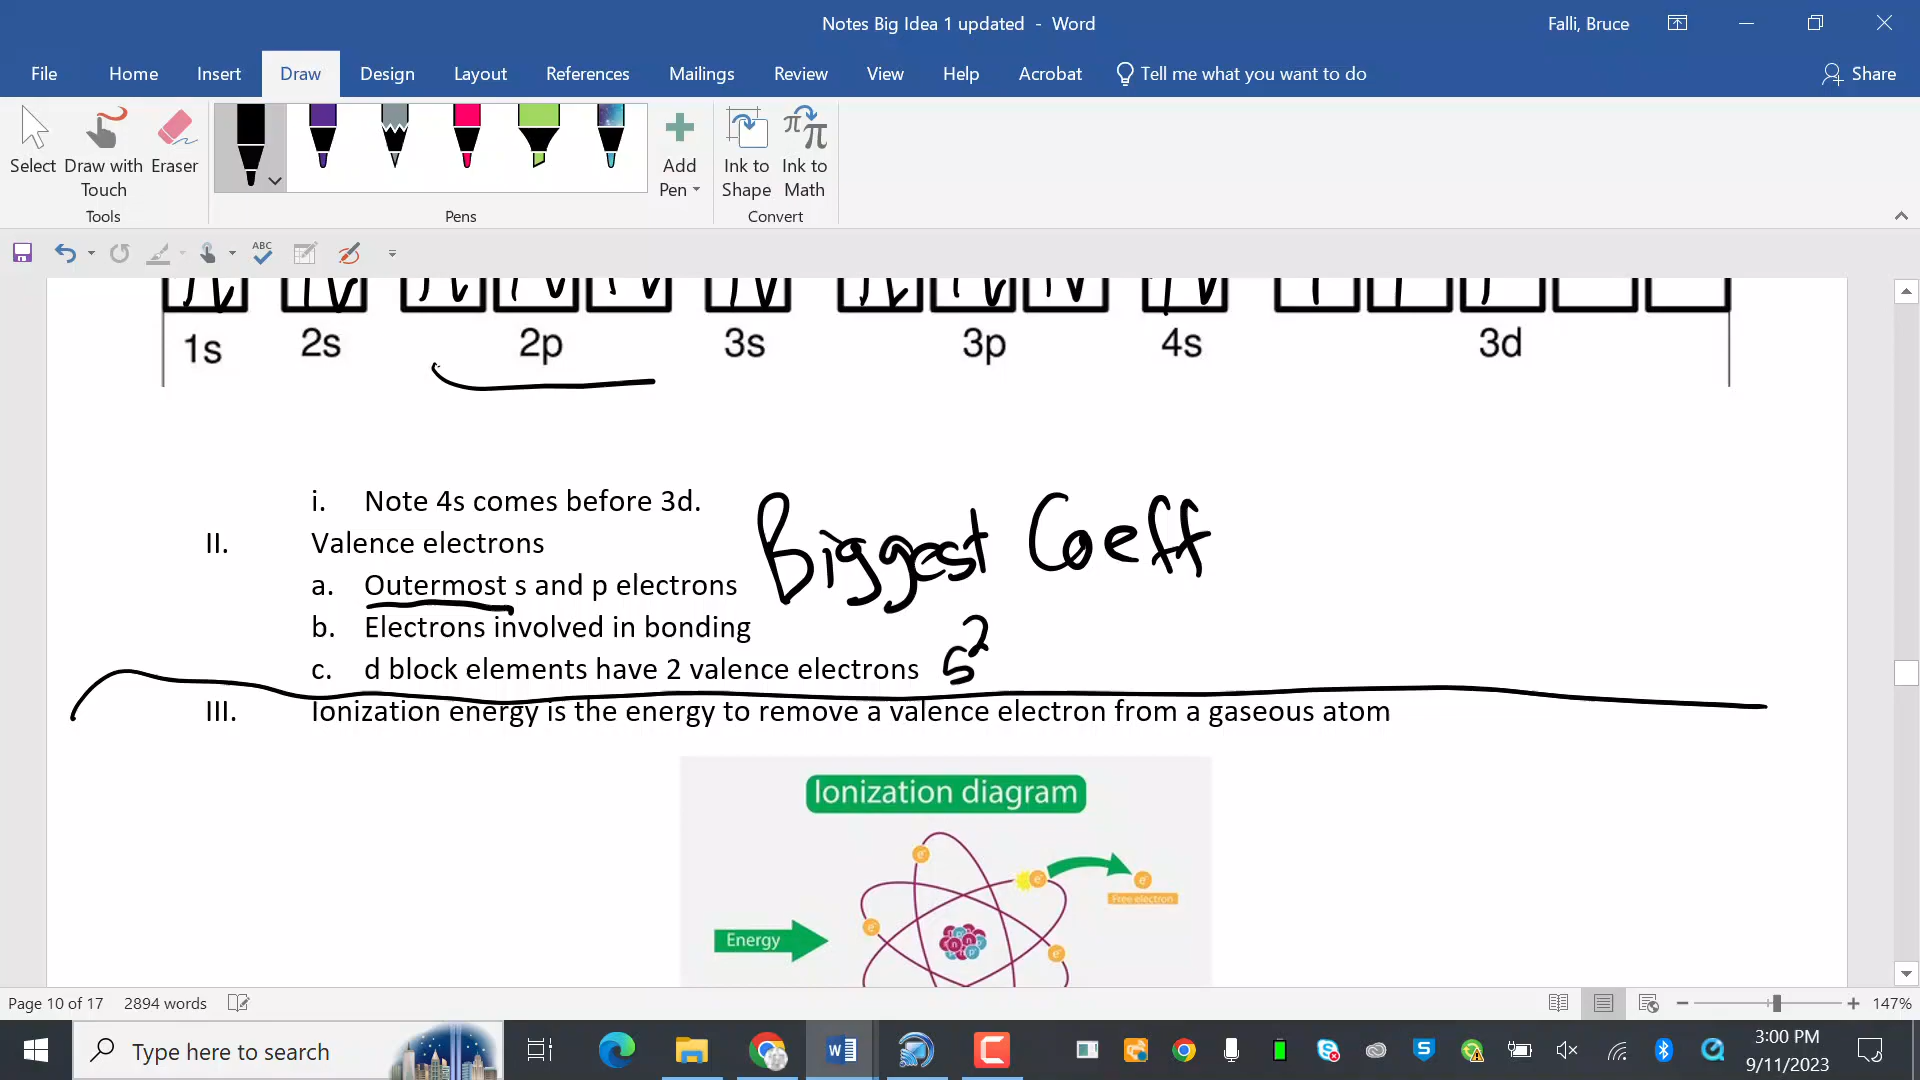 Notes Big Idea 1 updated - Word
Falli, Bruce
File Home Insert Draw Design Layout References Mailings Review View Help Acrobat Tell me what you want to do Share
Select Draw with Touch Eraser
Add Pen
Ink to Shape
Ink to Math
Tools Pens Convert
ABC
1s 2s 2p 3s 3p 4s 3d
i. Note 4s comes before 3d.
Biggest Coeff
II. Valence electrons
a. Outermost s and p electrons
b. Electrons involved in bonding
c. d block elements have 2 valence electrons s²
III. Ionization energy is the energy to remove a valence electron from a gaseous atom
Ionization diagram
e
e e
Free electron
e
Energy
n p n
e
Page 10 of 17 2894 words
147%
Type here to search
3:00 PM
9/11/2023